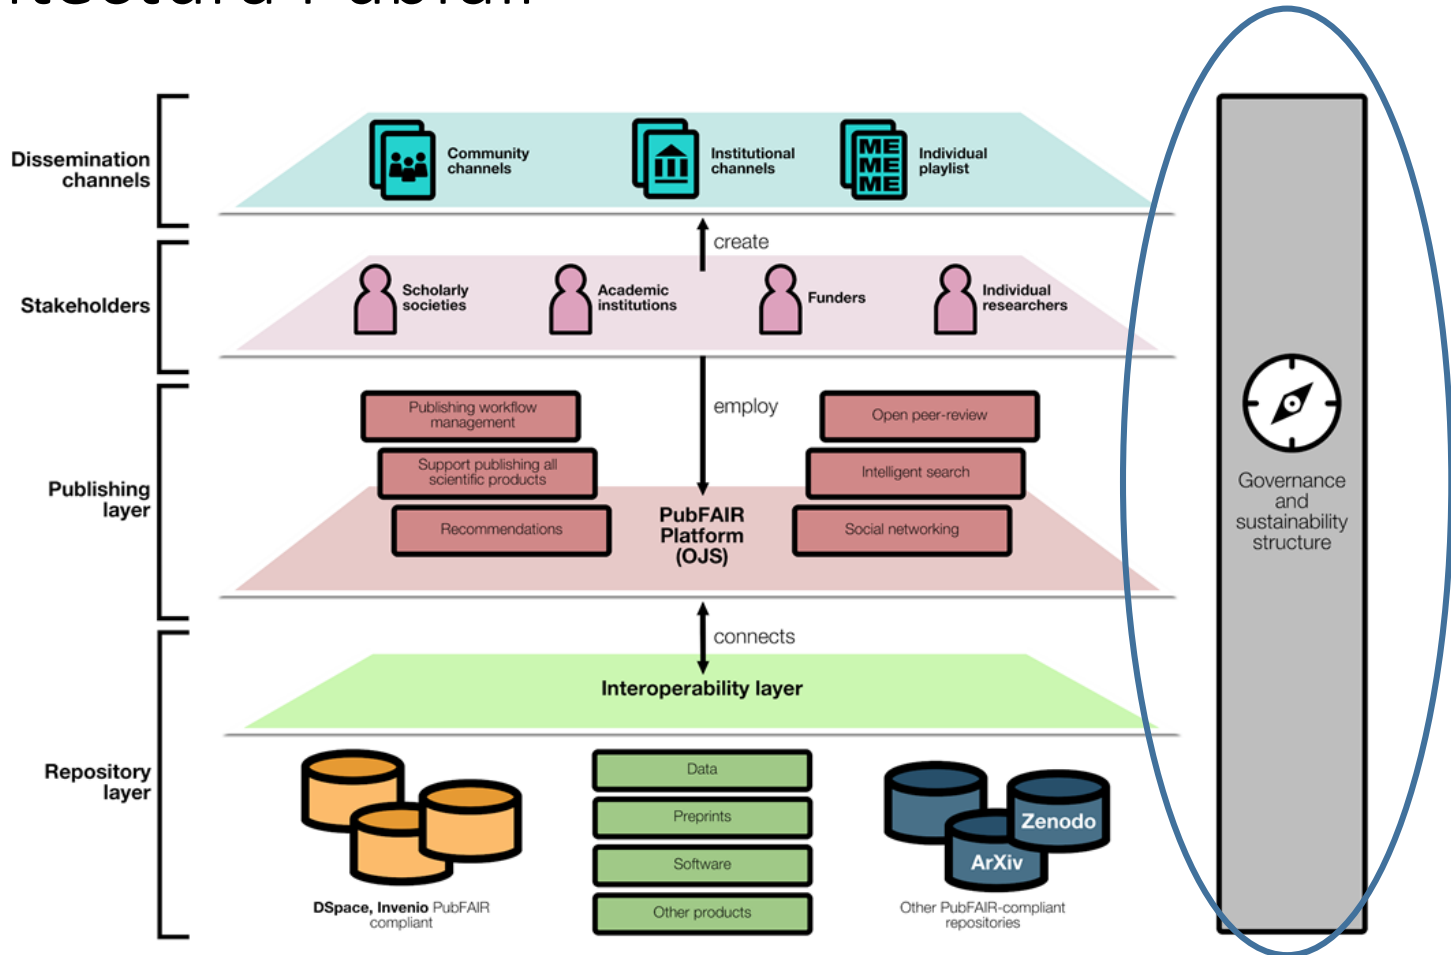 Dissemination
channels
Community
channels
Institutional
channels
ME
ME
ME
Individual
playlist
create
Stakeholders
Scholarly
societies
Academic
institutions
Funders
Individual
researchers
employ
Publishing
layer
Publishing workflow
management
Support publishing all
scientific products
Recommendations
PubFAIR
Platform
(OJS)
Open peer-review
Intelligent search
Social networking
connects
Interoperability layer
Repository
layer
DSpace, Invenio PubFAIR
compliant
Data
Preprints
Software
Other products
Zenodo
ArXiv
Other PubFAIR-compliant
repositories
Governance
and
sustainability
structure